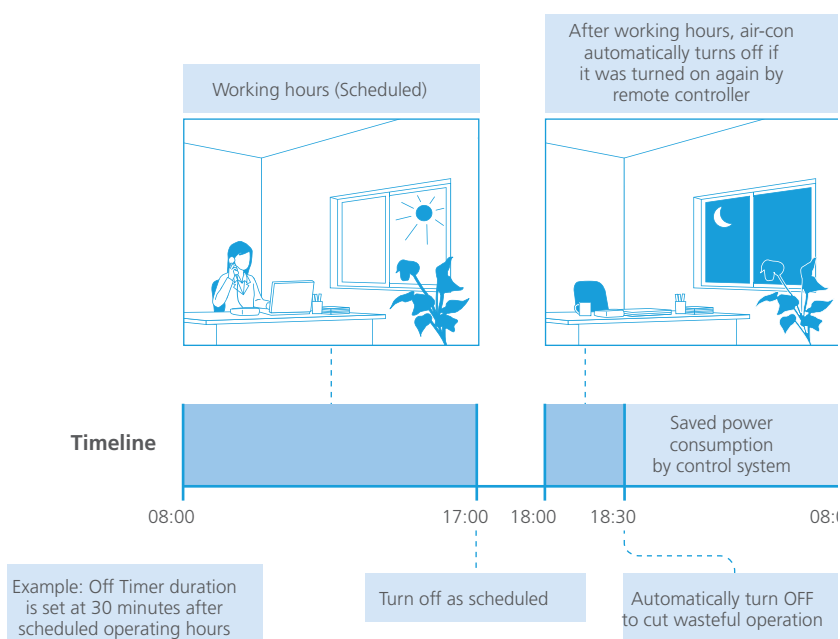 Working hours (Scheduled)
After working hours, air-con
automatically turns off if
it was turned on again by
remote controller
Timeline
Saved power
consumption
by control system
08:00
17:00
18:00
18:30
08:0
Example: Off Timer duration
is set at 30 minutes after
scheduled operating hours
Turn off as scheduled
Automatically turn OFF
to cut wasteful operation